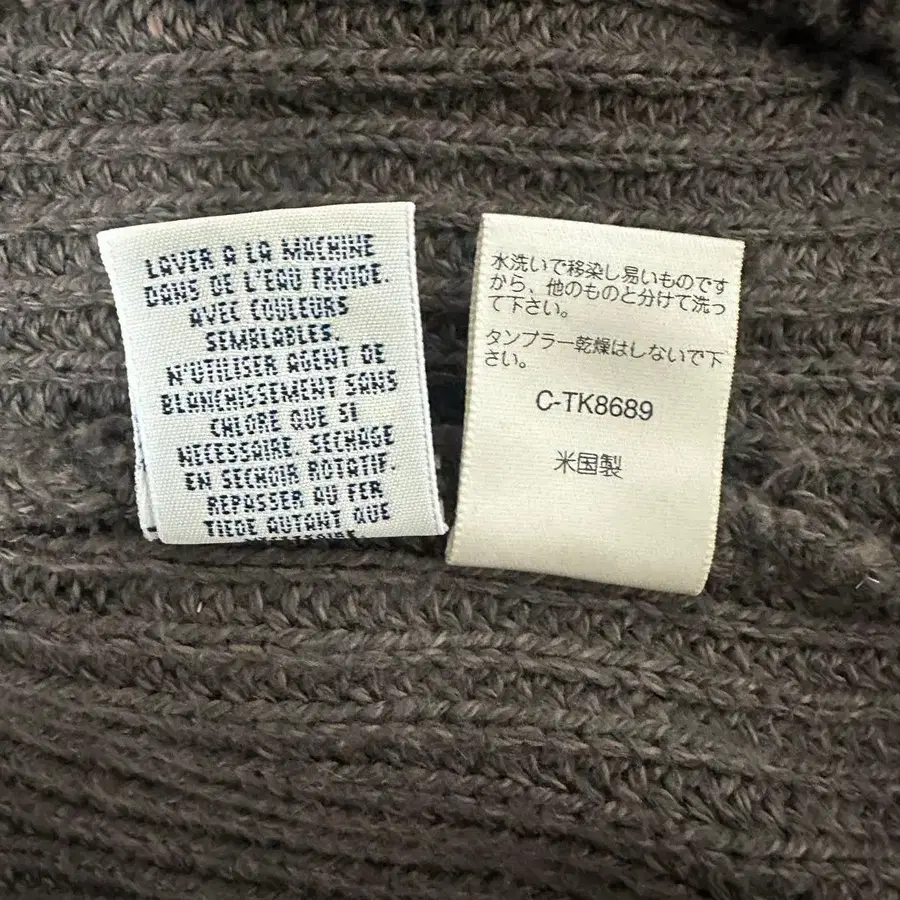 LAVER A LA MACHINE
DANS DE L'EAU FROIDE.
AVEC COULEURS
SEMBLABLES.
N'UTILISER AGENT DE
BLANCHISSEMENT SANS
CHLORE QUE SI
NECESSAIRE. SECHAGE
EN SECHOIR ROTATIF.
REPASSER AU FER
TIEDE AUTANT QUE
水洗いで移染し易いものです
から、他のものと分けて洗っ
て下さい。
タンブラー乾燥はしないで下
さい。
C-TK8689
米国製